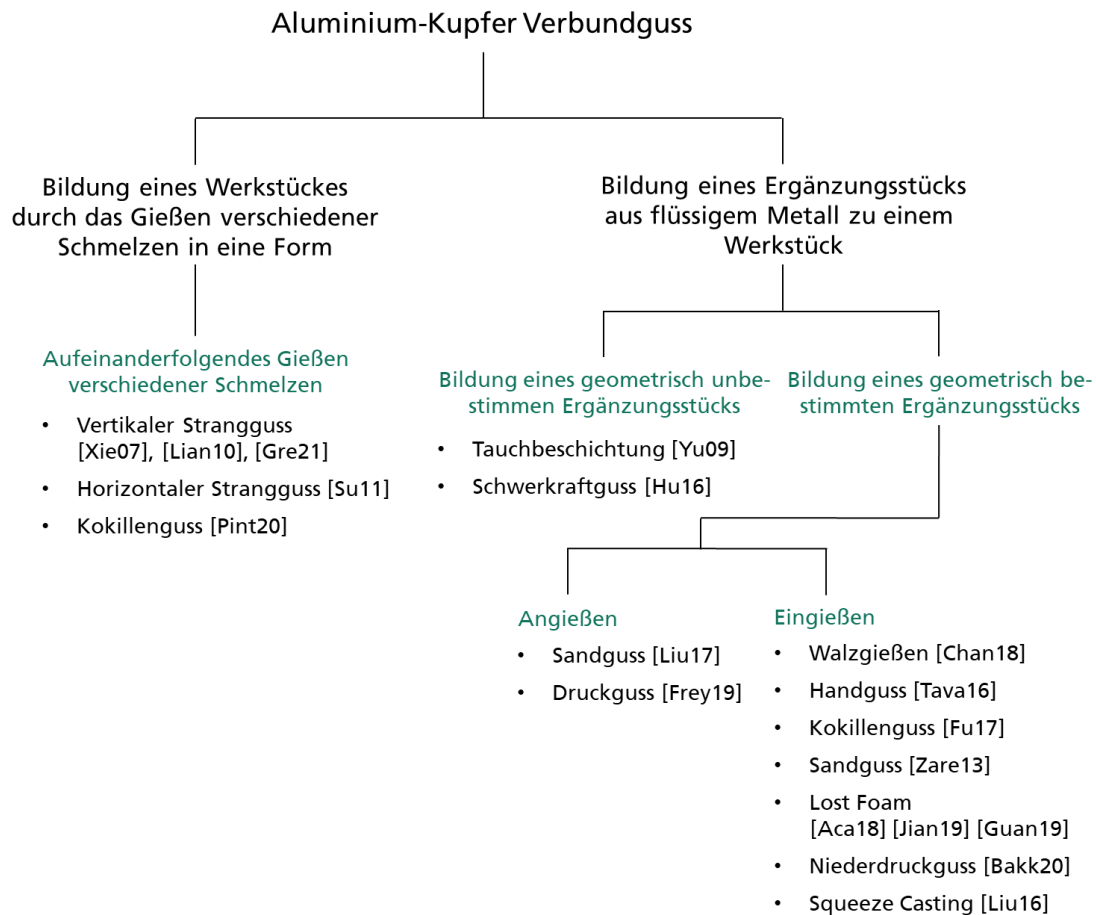 Aluminium-Kupfer Verbundguss
Bildung eines Werkstückes
durch das Gießen verschiedener
Schmelzen in eine Form
Aufeinanderfolgendes Gießen
verschiedener Schmelzen
• Vertikaler Strangguss
[Xie07], [Lian10], [Gre21]
• Horizontaler Strangguss [Su11]
• Kokillenguss [Pint20]
Bildung eines Ergänzungsstücks
aus flüssigem Metall zu einem
Werkstück
Bildung eines geometrisch unbe-
stimmen Ergänzungsstücks
• Tauchbeschichtung [Yu09]
• Schwerkraftguss [Hu16]
Bildung eines geometrisch be-
stimmten Ergänzungsstücks
Angießen
• Sandguss [Liu17]
• Druckguss [Frey19]
Eingießen
• Walzgießen [Chan18]
• Handguss [Tava16]
• Kokillenguss [Fu17]
• Sandguss [Zare13]
• Lost Foam
[Aca18] [Jian19] [Guan19]
• Niederdruckguss [Bakk20]
• Squeeze Casting [Liu16]